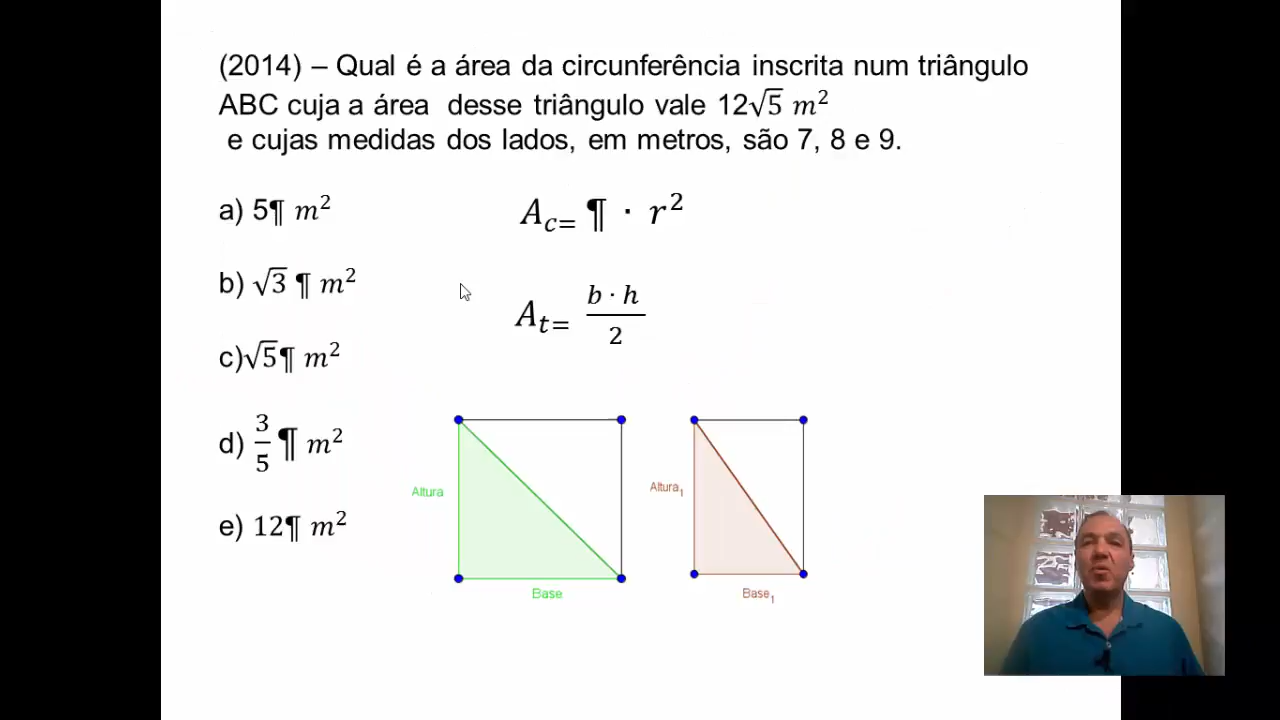 (2014) – Qual é a área da circunferência inscrita num triângulo
ABC cuja a área desse triângulo vale 12√5 m²
e cujas medidas dos lados, em metros, são 7, 8 e 9.
a) 5¶ m²
A_c= ¶ · r²
b) √3 ¶ m²
A_t= (b · h)/2
c)√5¶ m²
d) 3/5 ¶ m²
e) 12¶ m²
Altura
Base
Altura₁
Base₁